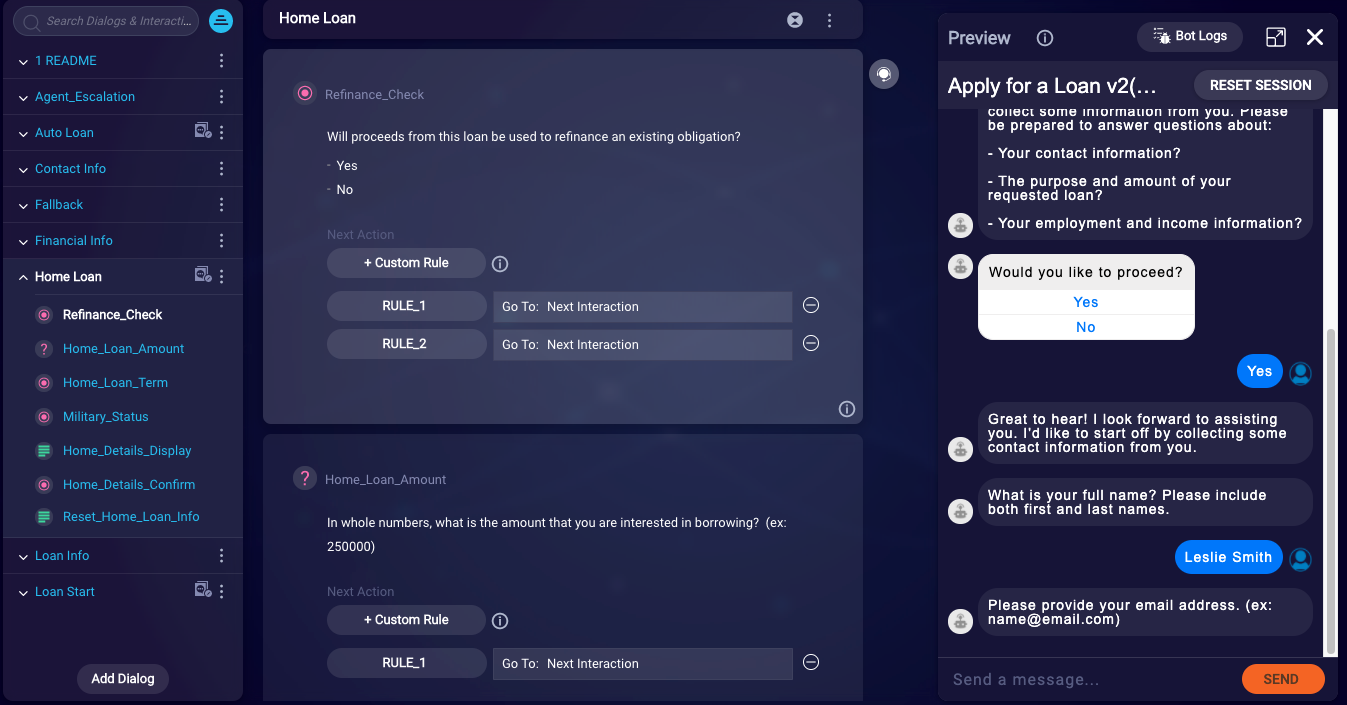 Search Dialogs & Interacti...
1 README
Agent_Escalation
Auto Loan
Contact Info
Fallback
Financial Info
Home Loan
Refinance_Check
Home_Loan_Amount
Home_Loan_Term
Military_Status
Home_Details_Display
Home_Details_Confirm
Reset_Home_Loan_Info
Loan Info
Loan Start
Add Dialog
Home Loan
Refinance_Check
Will proceeds from this loan be used to refinance an existing obligation?
- Yes
- No
Next Action
+ Custom Rule
RULE_1 Go To: Next Interaction
RULE_2 Go To: Next Interaction
? Home_Loan_Amount
In whole numbers, what is the amount that you are interested in borrowing? (ex:
250000)
Next Action
+ Custom Rule
RULE_1 Go To: Next Interaction
Preview
Bot Logs
Apply for a Loan v2(...
RESET SESSION
collect some information from you. Please
be prepared to answer questions about:
- Your contact information?
- The purpose and amount of your
requested loan?
- Your employment and income information?
Would you like to proceed?
Yes
No
Yes
Great to hear! I look forward to assisting
you. I'd like to start off by collecting some
contact information from you.
What is your full name? Please include
both first and last names.
Leslie Smith
Please provide your email address. (ex:
name@email.com)
Send a message...
SEND